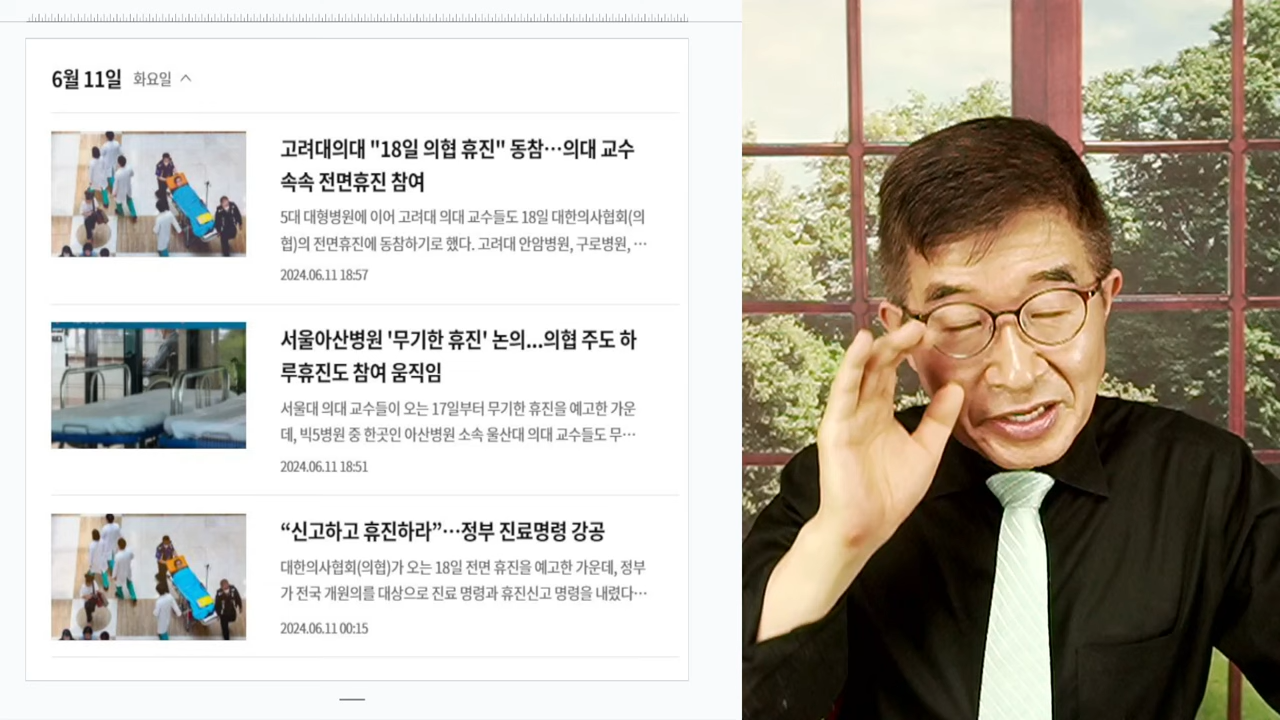 6월 11일 화요일
고려대의대 "18일 의협 휴진" 동참…의대 교수
속속 전면휴진 참여
5대 대형병원에 이어 고려대 의대 교수들도 18일 대한의사협회(의
협)의 전면휴진에 동참하기로 했다. 고려대 안암병원, 구로병원, …
2024.06.11 18:57
서울아산병원 '무기한 휴진' 논의...의협 주도 하
루휴진도 참여 움직임
서울대 의대 교수들이 오는 17일부터 무기한 휴진을 예고한 가운
데, 빅5병원 중 한곳인 아산병원 소속 울산대 의대 교수들도 무…
2024.06.11 18:51
“신고하고 휴진하라”…정부 진료명령 강공
대한의사협회(의협)가 오는 18일 전면 휴진을 예고한 가운데, 정부
가 전국 개원의를 대상으로 진료 명령과 휴진신고 명령을 내렸다…
2024.06.11 00:15